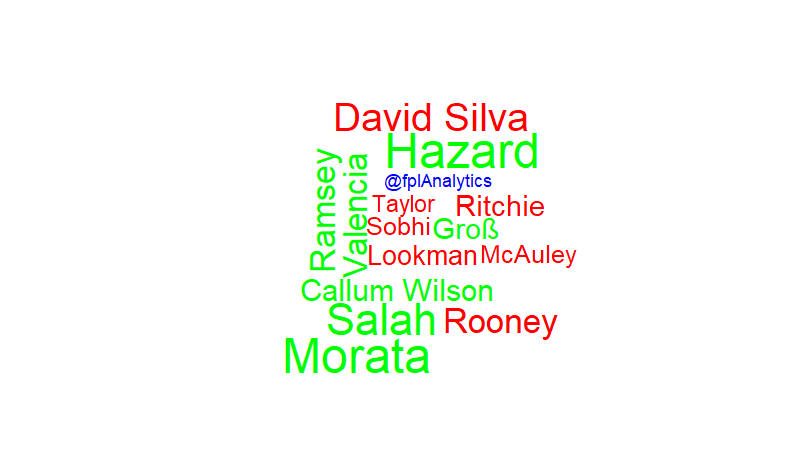 David Silva
Hazard
@fplAnalytics
Ramsey
Valencia
Taylor
Ritchie
Sobhi
Groß
Lookman
McAuley
Callum Wilson
Salah
Rooney
Morata